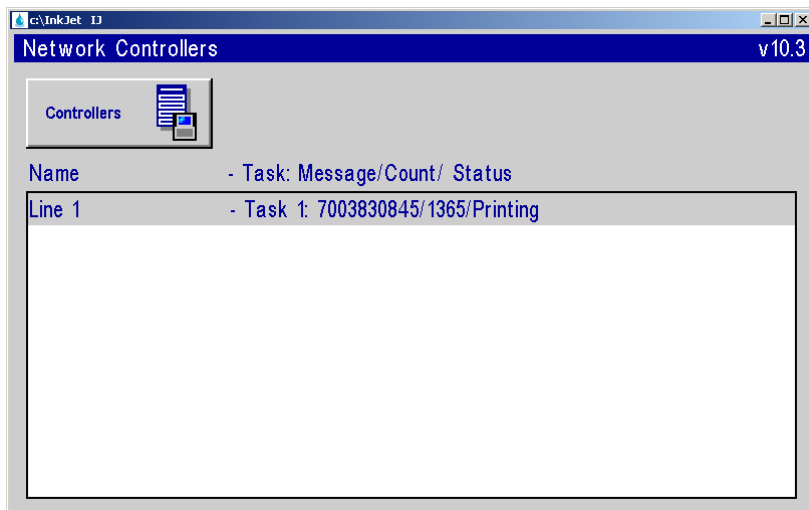 c:\InkJet IJ
Network Controllers v10.3
Controllers
Name - Task: Message/Count/ Status
Line 1 - Task 1: 7003830845/1365/Printing